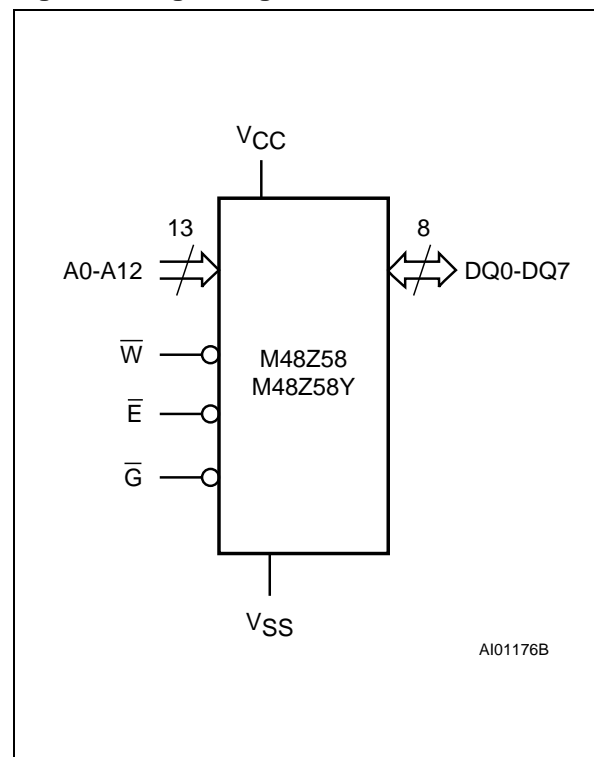 VCC
13
8
A0-A12
DQ0-DQ7
W̅
M48Z58
M48Z58Y
E̅
G̅
VSS
AI01176B